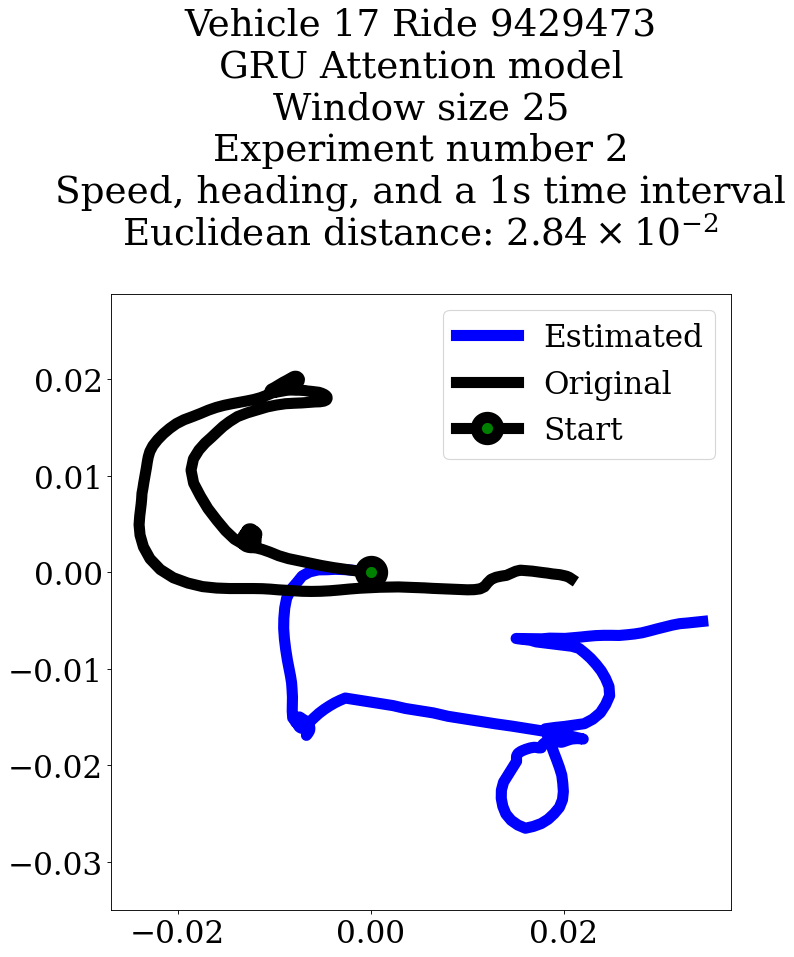 Vehicle 17 Ride 9429473
GRU Attention model
Window size 25
Experiment number 2
Speed, heading, and a 1s time interval
Euclidean distance: 2.84 × 10⁻²
Estimated
Original
Start
0.02
0.01
0.00
−0.01
−0.02
−0.03
−0.02
0.00
0.02